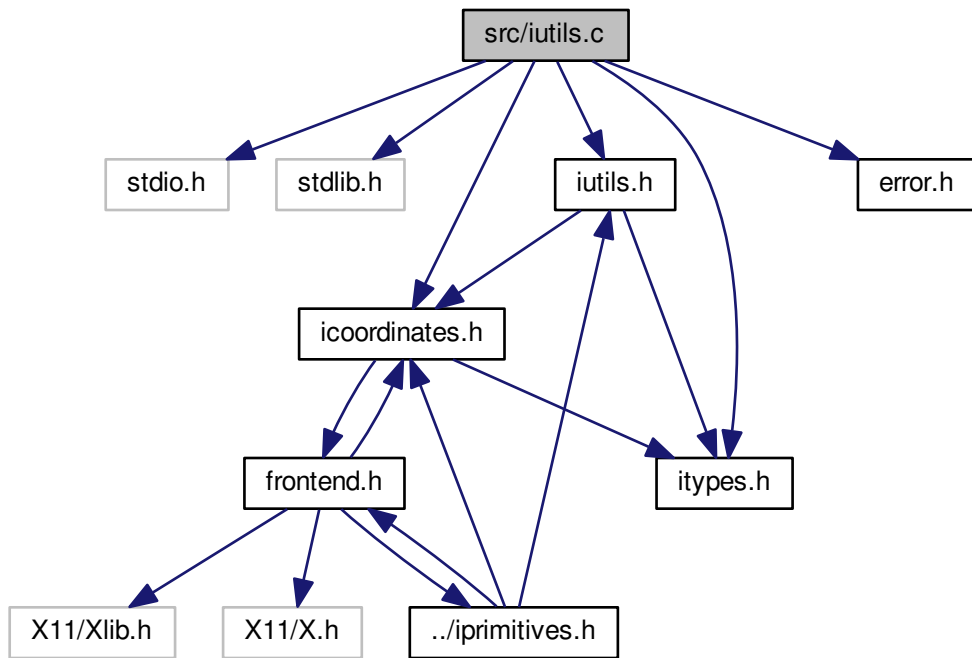 src/iutils.c
stdio.h
stdlib.h
iutils.h
error.h
icoordinates.h
frontend.h
itypes.h
X11/Xlib.h
X11/X.h
../iprimitives.h